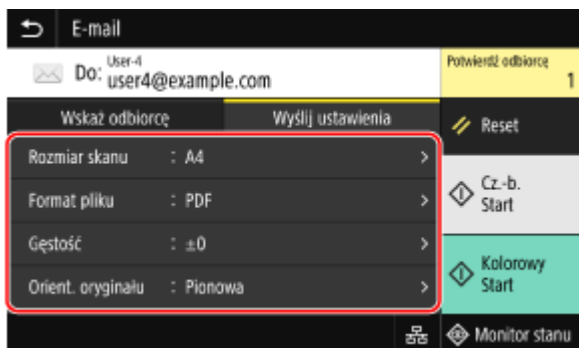 E-mail
Do: User-4
user4@example.com
Potwierdź odbiorcę
1
Wskaż odbiorcę
Wyślij ustawienia
Reset
Rozmiar skanu : A4
Format pliku : PDF
Gęstość : ±0
Orient. oryginału : Pionowa
Cz.-b.
Start
Kolorowy
Start
Monitor stanu